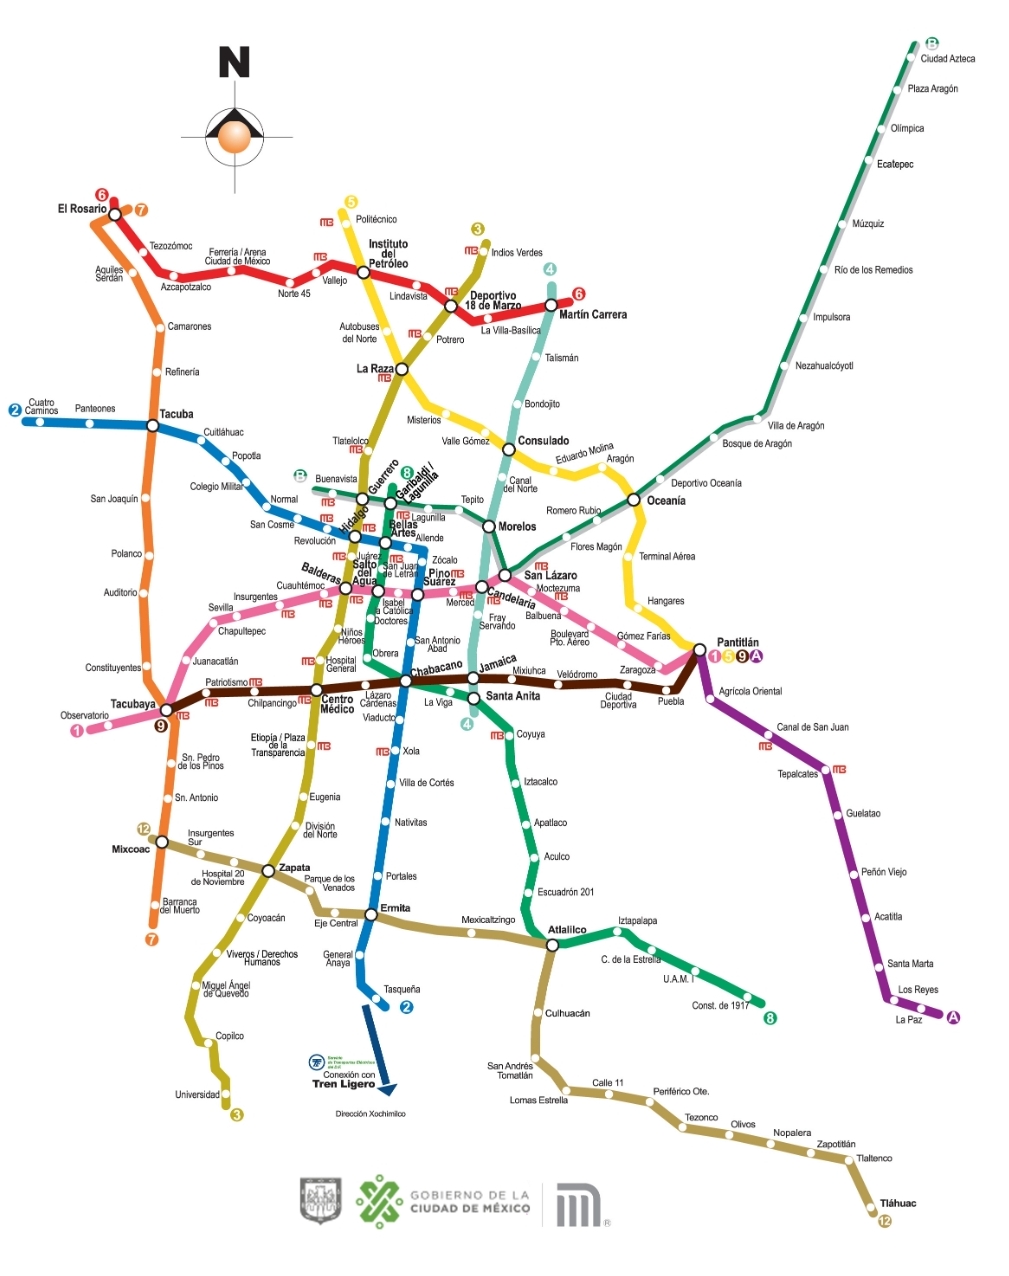 N
B
Ciudad Azteca
Plaza Aragón
Olímpica
Ecatepec
Múzquiz
Río de los Remedios
Impulsora
Nezahualcóyotl
Villa de Aragón
Bosque de Aragón
Deportivo Oceanía
Oceanía
Romero Rubio
Flores Magón
San Lázaro
6
7
El Rosario
Tezozómoc
Aquiles
Serdán
Azcapotzalco
Ferrería / Arena
Ciudad de México
Norte 45
Vallejo
5
Politécnico
Instituto
del
Petróleo
3
Indios Verdes
Lindavista
Deportivo
18 de Marzo
4
6
Martín Carrera
La Villa-Basílica
Autobuses
del Norte
Potrero
La Raza
Talismán
Bondojito
Misterios
Valle Gómez
Consulado
Eduardo Molina
Aragón
Canal
del Norte
Terminal Aérea
Hangares
Camarones
Refinería
2
Cuatro
Caminos
Panteones
Tacuba
Cuitláhuac
Popotla
Colegio Militar
Normal
San Cosme
Revolución
San Joaquín
Polanco
Auditorio
Constituyentes
Tlatelolco
B
Buenavista
Guerrero
8
Garibaldi /
Lagunilla
Lagunilla
Tepito
Morelos
Hidalgo
Bellas
Artes
Allende
Zócalo
Juárez
San Juan
de Letrán
Balderas
Salto
del
Agua
Pino
Suárez
Isabel
la Católica
Merced
Candelaria
Moctezuma
Balbuena
Boulevard
Pto. Aéreo
Gómez Farías
Zaragoza
Pantitlán
1 5 9 A
Cuauhtémoc
Insurgentes
Sevilla
Chapultepec
Juanacatlán
Tacubaya
Observatorio
1
9
Doctores
Obrera
Niños
Héroes
Hospital
General
San Antonio
Abad
Fray
Servando
Chabacano
Jamaica
Mixiuhca
Velódromo
Ciudad
Deportiva
Puebla
Patriotismo
Chilpancingo
Centro
Médico
Lázaro
Cárdenas
La Viga
Santa Anita
4
Viaducto
Xola
Villa de Cortés
Nativitas
Portales
Ermita
General
Anaya
Tasqueña
2
Etiopía / Plaza
de la
Transparencia
Eugenia
División
del Norte
Zapata
Coyoacán
Viveros / Derechos
Humanos
Miguel Ángel
de Quevedo
Copilco
Universidad
3
Sn. Pedro
de los Pinos
Sn. Antonio
12
Mixcoac
Barranca
del Muerto
7
Insurgentes
Sur
Hospital 20
de Noviembre
Parque de los
Venados
Eje Central
Mexicaltzingo
Atlalilco
Coyuya
Iztacalco
Apatlaco
Aculco
Escuadrón 201
Iztapalapa
C. de la Estrella
U.A.M. I
Const. de 1917
8
Agrícola Oriental
Canal de San Juan
Tepalcates
Guelatao
Peñón Viejo
Acatitla
Santa Marta
Los Reyes
La Paz
A
Culhuacán
San Andrés
Tomatlán
Lomas Estrella
Calle 11
Periférico Ote.
Tezonco
Olivos
Nopalera
Zapotitlán
Tlaltenco
Tláhuac
12
Conexión con
Tren Ligero
Dirección Xochimilco
GOBIERNO DE LA
CIUDAD DE MÉXICO